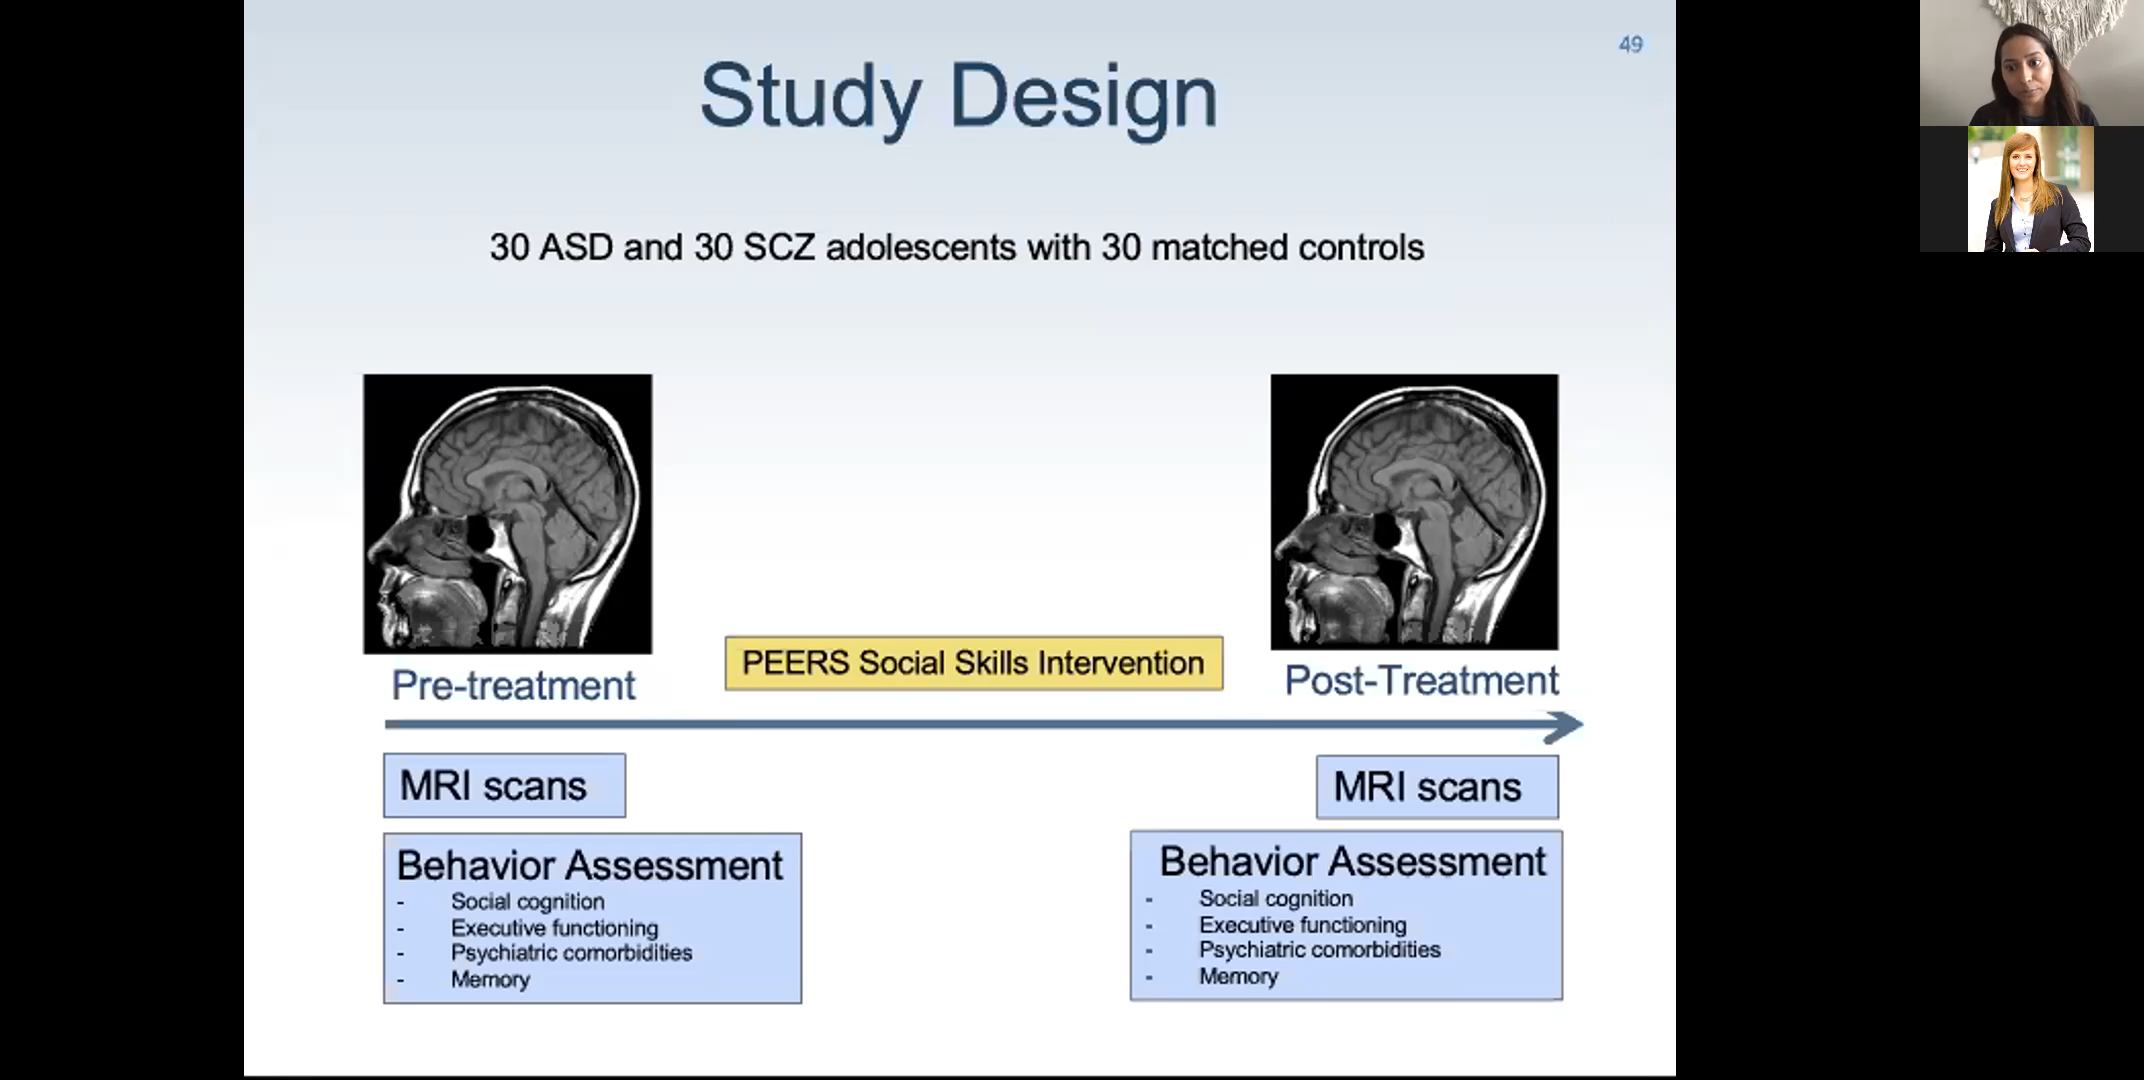 49
Study Design
30 ASD and 30 SCZ adolescents with 30 matched controls
PEERS Social Skills Intervention
Pre-treatment
Post-Treatment
MRI scans
MRI scans
Behavior Assessment
- Social cognition
- Executive functioning
- Psychiatric comorbidities
- Memory
Behavior Assessment
- Social cognition
- Executive functioning
- Psychiatric comorbidities
- Memory